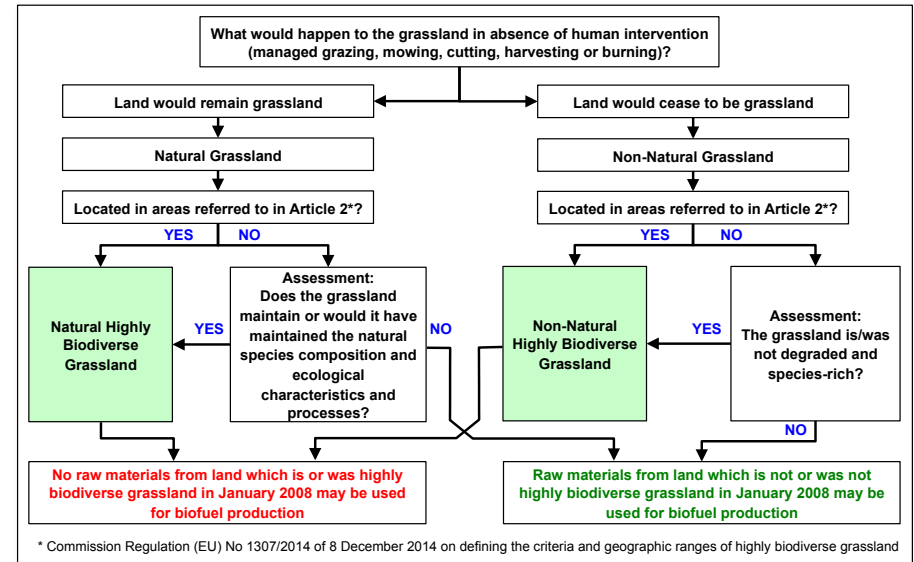 What would happen to the grassland in absence of human intervention
(managed grazing, mowing, cutting, harvesting or burning)?
Land would remain grassland
Land would cease to be grassland
Natural Grassland
Non-Natural Grassland
Located in areas referred to in Article 2*?
Located in areas referred to in Article 2*?
YES
NO
YES
NO
Natural Highly
Biodiverse
Grassland
YES
Assessment:
Does the grassland
maintain or would it have
maintained the natural
species composition and
ecological
characteristics and
processes?
NO
Non-Natural
Highly Biodiverse
Grassland
YES
Assessment:
The grassland is/was
not degraded and
species-rich?
NO
No raw materials from land which is or was highly
biodiverse grassland in January 2008 may be used
for biofuel production
Raw materials from land which is not or was not
highly biodiverse grassland in January 2008 may be
used for biofuel production
* Commission Regulation (EU) No 1307/2014 of 8 December 2014 on defining the criteria and geographic ranges of highly biodiverse grassland